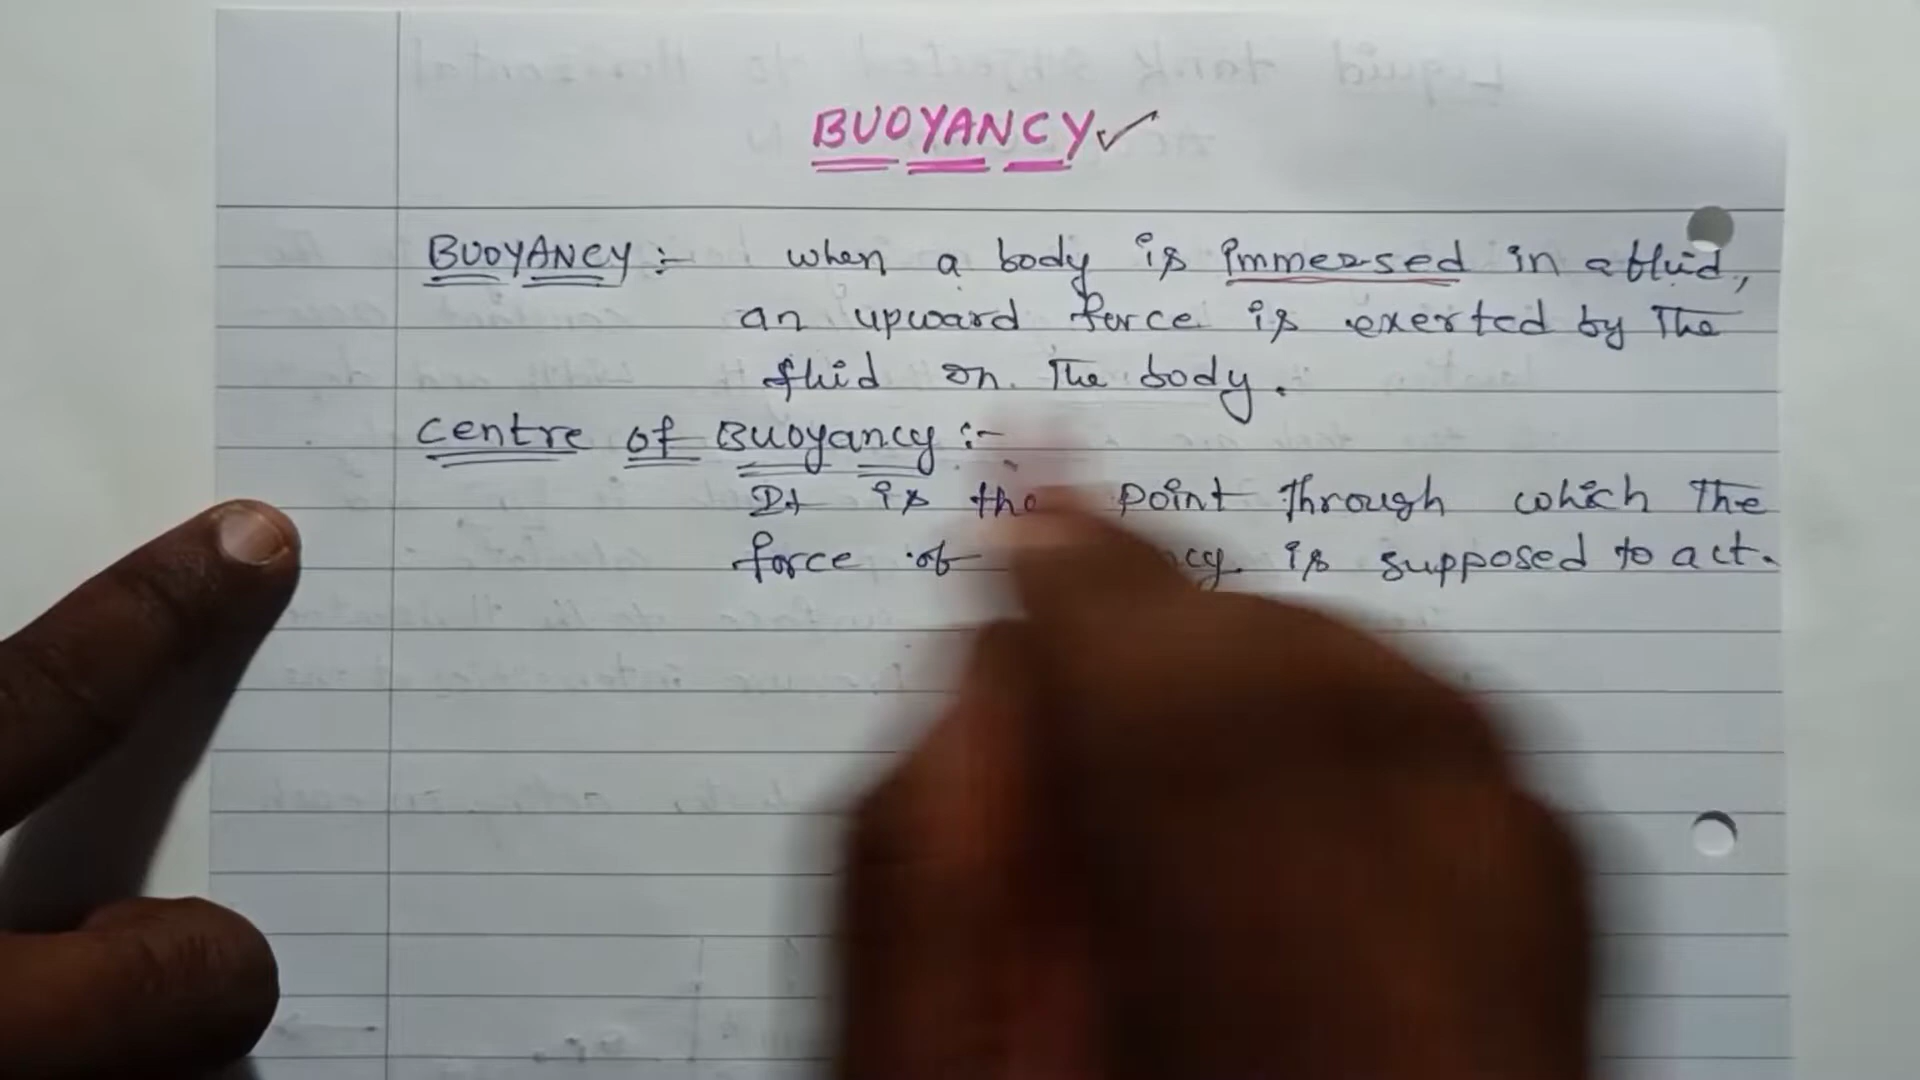 BUOYANCY ✓
BUOYANCY :- when a body is immersed in a fluid,
an upward force is exerted by The
fluid on The body.
Centre of Buoyancy :-
It is the point through which The
force of is supposed to act.